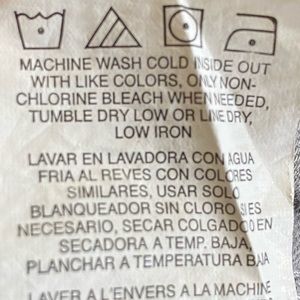 MACHINE WASH COLD INSIDE OUT
WITH LIKE COLORS, ONLY NON-
CHLORINE BLEACH WHEN NEEDED,
TUMBLE DRY LOW OR LINE DRY,
LOW IRON
LAVAR EN LAVADORA CON AGUA
FRIA AL REVES CON COLORES
SIMILARES, USAR SOLO
BLANQUEADOR SIN CLORO SI ES
NECESARIO, SECAR COLGADO EN
SECADORA A TEMP. BAJA,
PLANCHAR A TEMPERATURA BAJA
LAVER A L'ENVERS A LA MACHINE